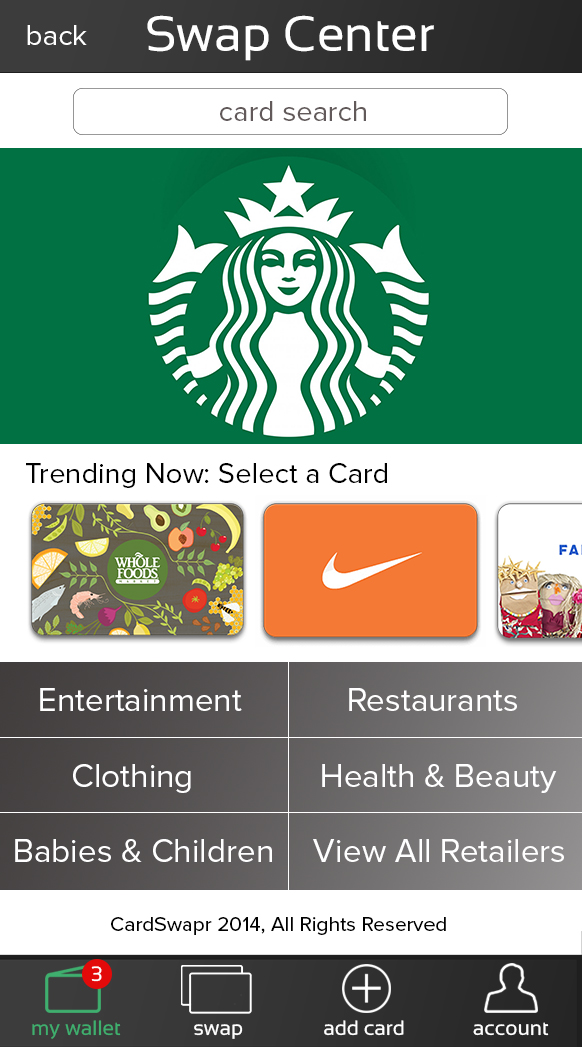 back
Swap Center
card search
Trending Now: Select a Card
WHOLE
FOODS
MARKET
FA
Entertainment
Restaurants
Clothing
Health & Beauty
Babies & Children
View All Retailers
CardSwapr 2014, All Rights Reserved
3
my wallet
swap
add card
account